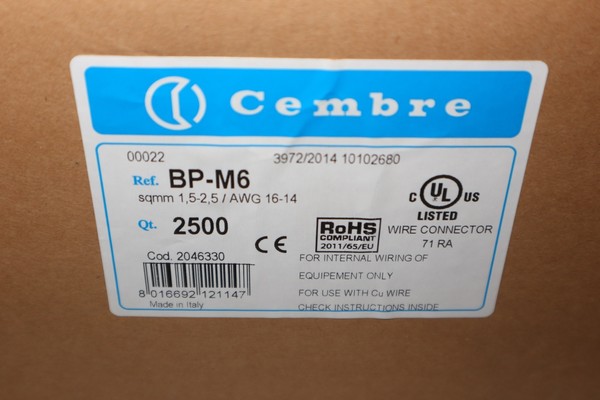 Cembre
00022 3972/2014 10102680
Ref. BP-M6
sqmm 1,5-2,5 / AWG 16-14
Qt. 2500
Cod. 2046330
8 016692 121147
Made in Italy
CE
RoHS
COMPLIANT
2011/65/EU
C UL US
LISTED
WIRE CONNECTOR
71 RA
FOR INTERNAL WIRING OF
EQUIPEMENT ONLY
FOR USE WITH Cu WIRE
CHECK INSTRUCTIONS INSIDE